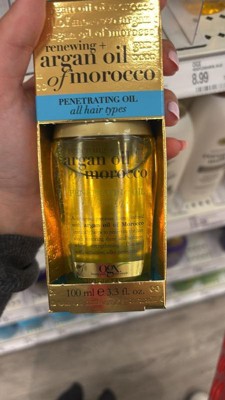 renewing +
argan oil
of morocco
PENETRATING OIL
all hair types
argan oil
morocco
ogx
100 ml e 3.3 fl. oz.
8.99